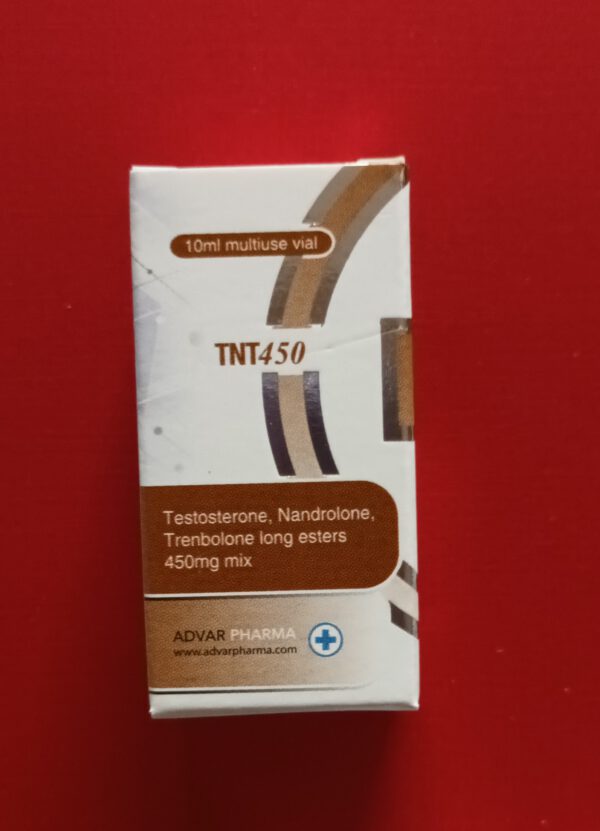 10ml multiuse vial
TNT450
Testosterone, Nandrolone,
Trenbolone long esters
450mg mix
ADVAR PHARMA
www.advarpharma.com